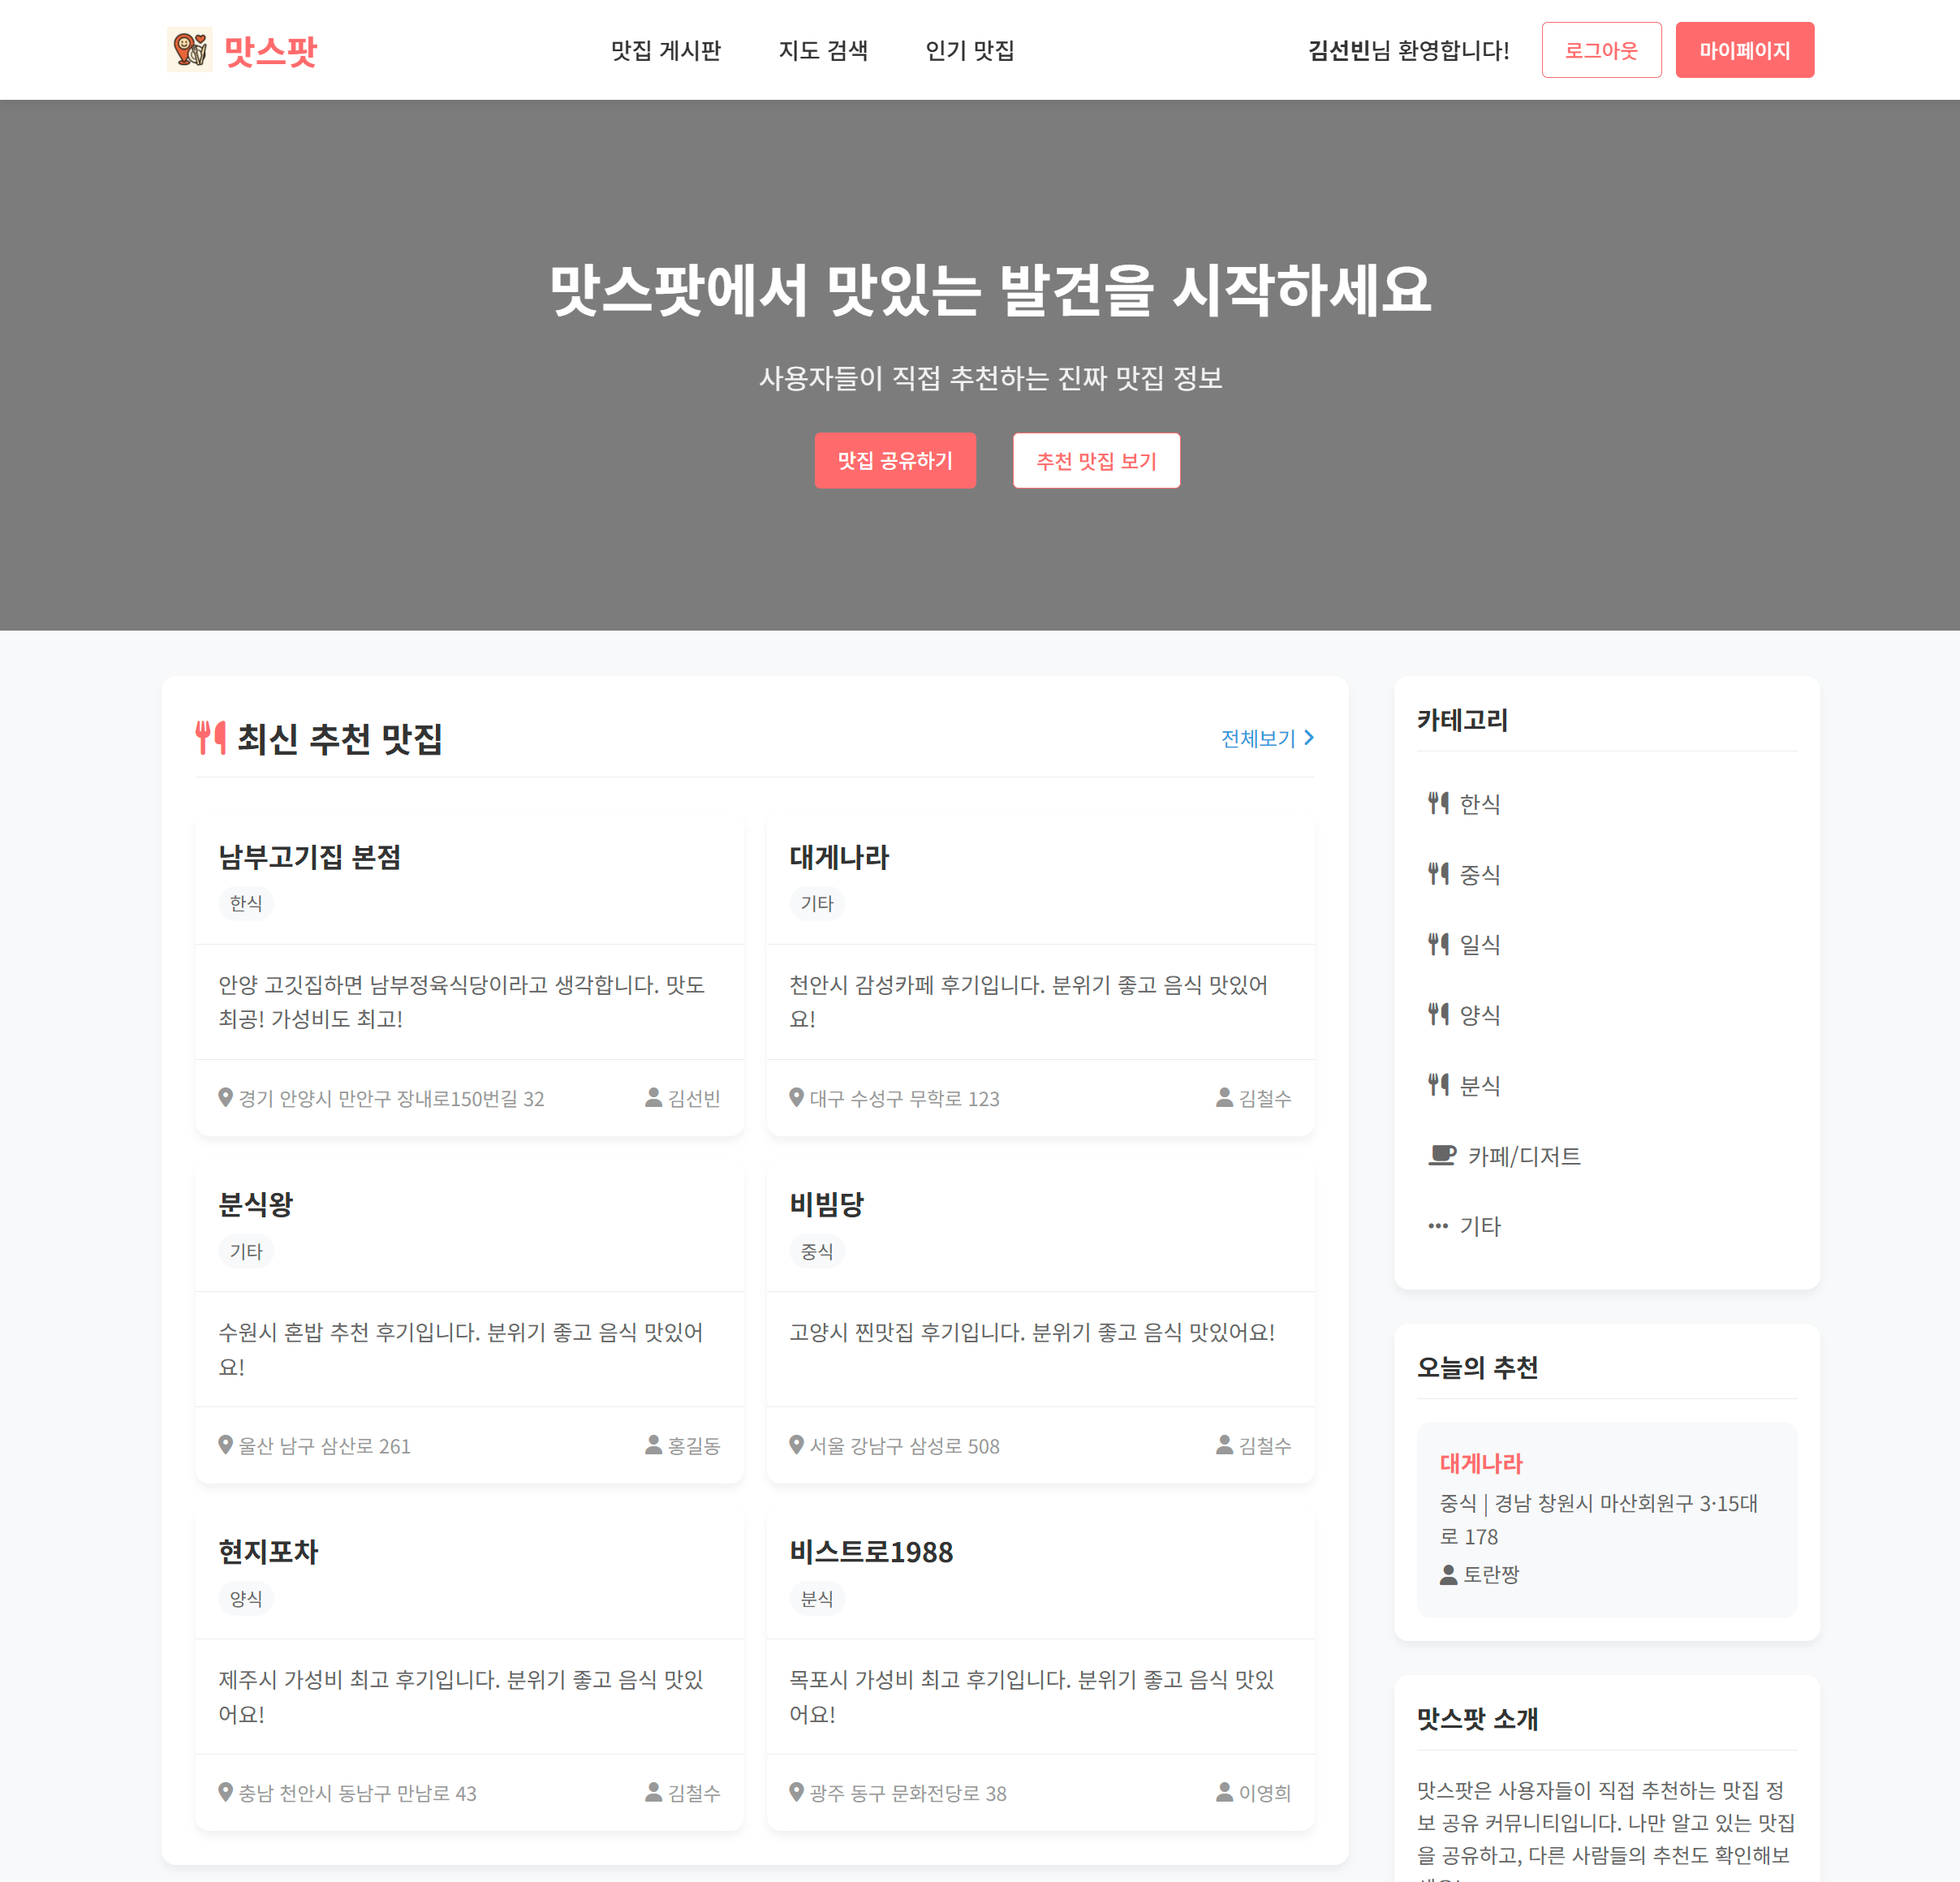 맛스팟
맛집 게시판
지도 검색
인기 맛집
김선빈님 환영합니다!
로그아웃
마이페이지
맛스팟에서 맛있는 발견을 시작하세요
사용자들이 직접 추천하는 진짜 맛집 정보
맛집 공유하기
추천 맛집 보기
최신 추천 맛집
전체보기
남부고기집 본점
한식
안양 고깃집하면 남부정육식당이라고 생각합니다. 맛도
최공! 가성비도 최고!
경기 안양시 만안구 장내로150번길 32
김선빈
대게나라
기타
천안시 감성카페 후기입니다. 분위기 좋고 음식 맛있어
요!
대구 수성구 무학로 123
김철수
분식왕
기타
수원시 혼밥 추천 후기입니다. 분위기 좋고 음식 맛있어
요!
울산 남구 삼산로 261
홍길동
비빔당
중식
고양시 찐맛집 후기입니다. 분위기 좋고 음식 맛있어요!
서울 강남구 삼성로 508
김철수
현지포차
양식
제주시 가성비 최고 후기입니다. 분위기 좋고 음식 맛있
어요!
충남 천안시 동남구 만남로 43
김철수
비스트로1988
분식
목포시 가성비 최고 후기입니다. 분위기 좋고 음식 맛있
어요!
광주 동구 문화전당로 38
이영희
카테고리
한식
중식
일식
양식
분식
카페/디저트
기타
오늘의 추천
대게나라
중식 | 경남 창원시 마산회원구 3·15대
로 178
토란짱
맛스팟 소개
맛스팟은 사용자들이 직접 추천하는 맛집 정
보 공유 커뮤니티입니다. 나만 알고 있는 맛집
을 공유하고, 다른 사람들의 추천도 확인해보